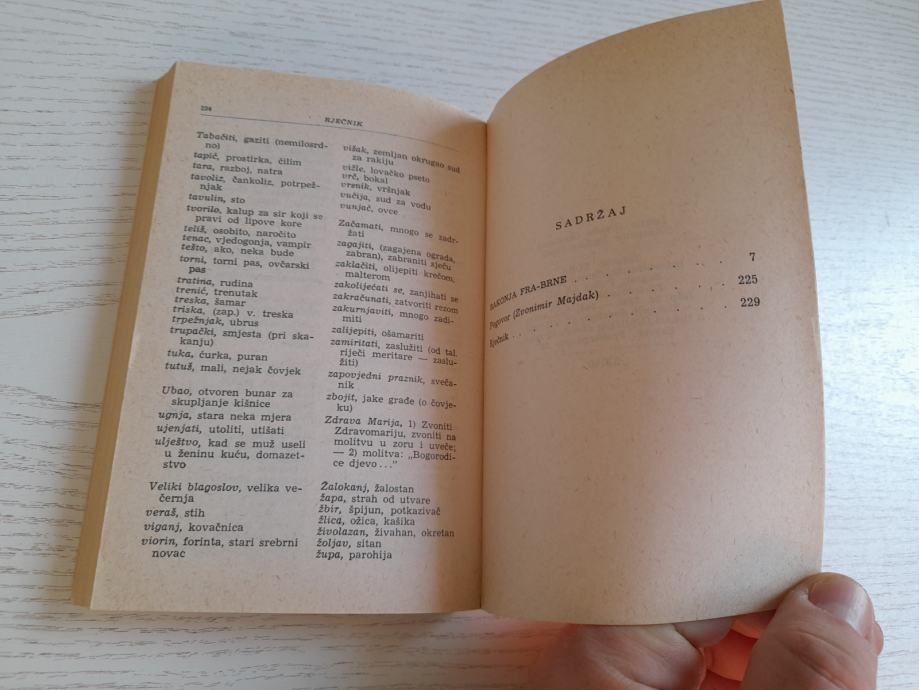 234
RJEČNIK
Tabačiti, gaziti (nemilosrd-
no)
tapič, prostirka, ćilim
tara, razboj, natra
tavoliz, čankoliz, potrpež-
njak
tavulin, sto
tvorilo, kalup za sir koji se
pravi od lipove kore
teliš, osobito, naročito
tenac, vjedogonja, vampir
tešto, ako, neka bude
torni, torni pas, ovčarski
pas
tratina, rudina
trenić, trenutak
treska, šamar
triska, (zap.) v. treska
trpežnjak, ubrus
trupački, smjesta (pri ska-
kanju)
tuka, ćurka, puran
tutuš, mali, nejak čovjek
Ubao, otvoren bunar za
skupljanje kišnice
ugnja, stara neka mjera
ujenjati, utoliti, utišati
ulještvo, kad se muž useli
u ženinu kuću, domazet-
stvo
Veliki blagoslov, velika ve-
černja
veraš, stih
viganj, kovačnica
viorin, forinta, stari srebrni
novac
višak, zemljan okrugao sud
za rakiju
vižle, lovačko pseto
vrč, bokal
vrsnik, vršnjak
vučija, sud za vodu
vunjač, ovce
Začamati, mnogo se zadr-
žati
zagajiti, (zagajena ograda,
zabran), zabraniti sječu
zaklačiti, olijepiti krečom,
malterom
zakoliječati se, zanjihati se
zakračunati, zatvoriti rezom
zakurnjaviti, mnogo zadi-
miti
zalijepiti, ošamariti
zamiritati, zaslužiti (od tal.
riječi meritare — zaslu-
žiti)
zapovjedni praznik, sveča-
nik
zbojit, jake građe (o čovje-
ku)
Zdrava Marija, 1) Zvoniti
Zdravomariju, zvoniti na
molitvu u zoru i uveče;
— 2) molitva: „Bogorodi-
ce djevo..."
Žalokanj, žalostan
žapa, strah od utvare
žbir, špijun, potkazivač
žlica, ožica, kašika
živolazan, živahan, okretan
žoljav, sitan
župa, parohija
SADRŽAJ
BAKONJA FRA-BRNE . . . . . . . 7
Pogovor (Zvonimir Majdak) . . . . . . 225
Rječnik . . . . . . . . . . 229